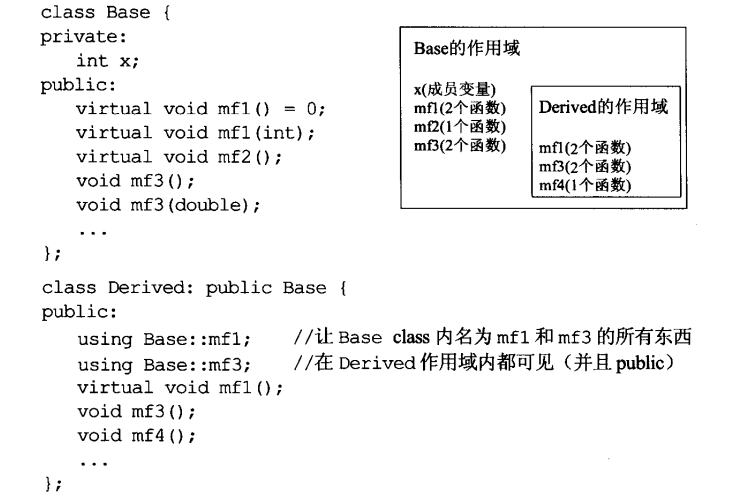 class Base {
private:
    int x;
public:
    virtual void mf1() = 0;
    virtual void mf1(int);
    virtual void mf2();
    void mf3();
    void mf3(double);
    ...
};
Base的作用域
x(成员变量)
mf1(2个函数)
mf2(1个函数)
mf3(2个函数)
Derived的作用域
mf1(2个函数)
mf3(2个函数)
mf4(1个函数)
class Derived: public Base {
public:
    using Base::mf1;    //让 Base class 内名为 mf1 和 mf3 的所有东西
    using Base::mf3;    //在 Derived 作用域内都可见（并且 public）
    virtual void mf1();
    void mf3();
    void mf4();
    ...
};